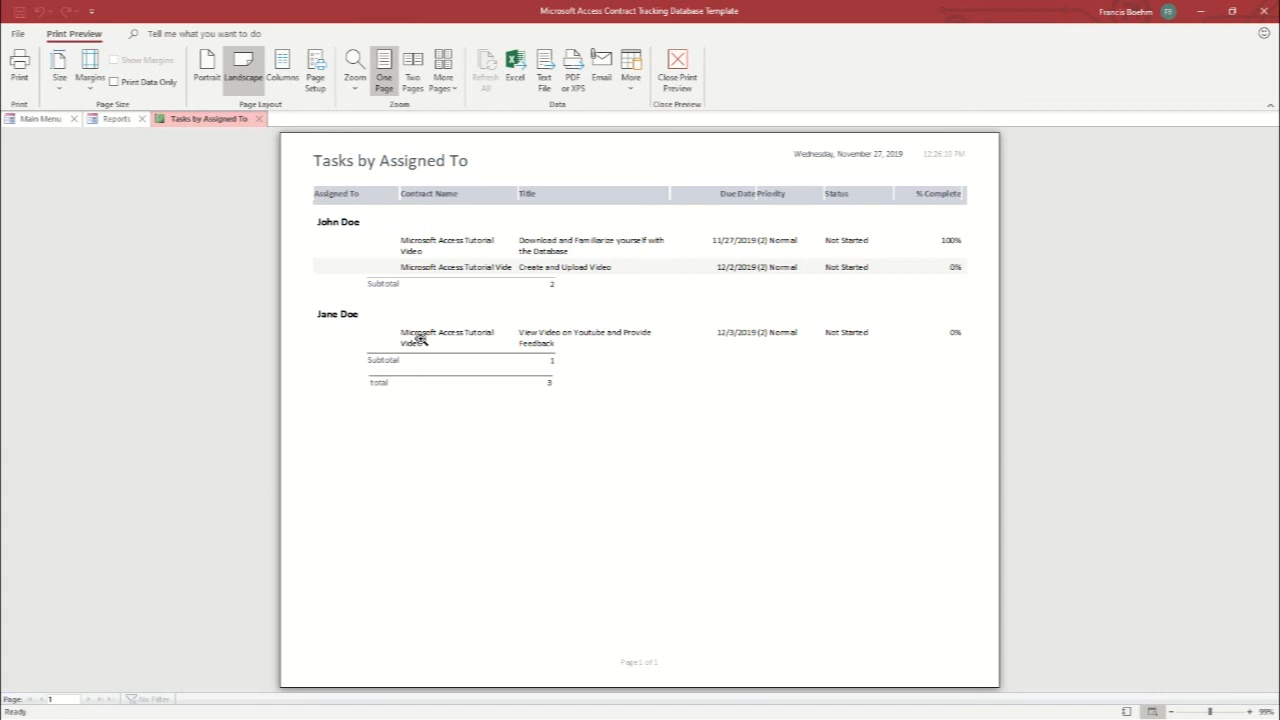 Microsoft Access Contract Tracking Database Template
Francis Boehm FB
File Print Preview Tell me what you want to do
Print Size Margins Show Margins Print Data Only Portrait Landscape Columns Page Setup Zoom One Page Two Pages More Pages Refresh All Excel Text File PDF or XPS Email More Close Print Preview
Print Page Size Page Layout Zoom Data Close Preview
Main Menu Reports Tasks by Assigned To
Tasks by Assigned To
Wednesday, November 27, 2019 12:26:10 PM
Assigned To Contract Name Title Due Date Priority Status % Complete
John Doe
Microsoft Access Tutorial Download and Familiarize yourself with 11/27/2019 (2) Normal Not Started 100%
Video the Database
Microsoft Access Tutorial Vide Create and Upload Video 12/2/2019 (2) Normal Not Started 0%
Subtotal 2
Jane Doe
Microsoft Access Tutorial View Video on Youtube and Provide 12/3/2019 (2) Normal Not Started 0%
Video Feedback
Subtotal 1
total 3
Page 1 of 1
Page: 1 No Filter
Ready 99%